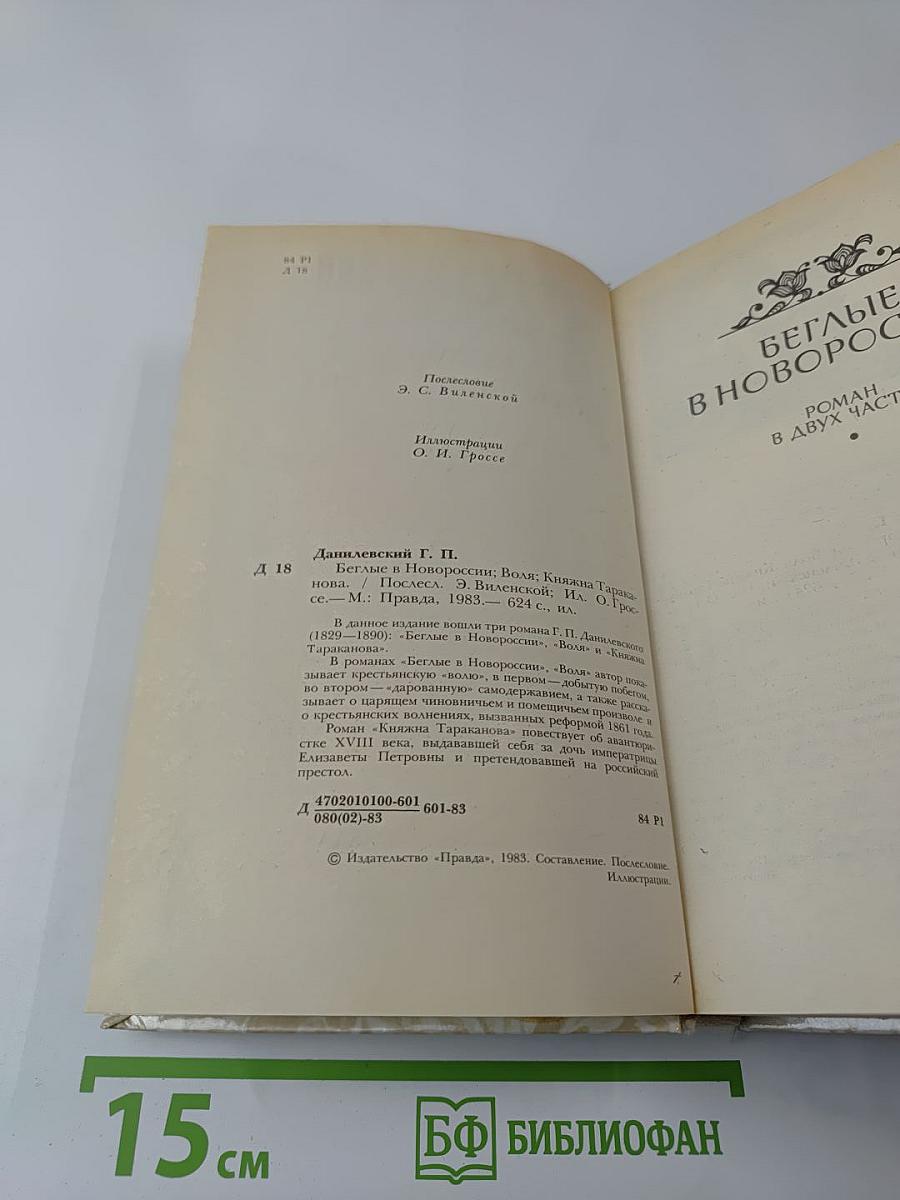 84 Р1
Д 18
Послесловие
Э. С. Виленской
Иллюстрации
О. И. Гроссе
Данилевский Г. П.
Д 18 Беглые в Новороссии; Воля; Княжна Тарака-
нова. / Послесл. Э. Виленской; Ил. О. Грос-
се.— М.: Правда, 1983.— 624 с., ил.
В данное издание вошли три романа Г. П. Данилевского
(1829—1890): «Беглые в Новороссии», «Воля» и «Княжна
Тараканова».
В романах «Беглые в Новороссии», «Воля» автор пока-
зывает крестьянскую «волю», в первом — добытую побегом,
во втором — «дарованную» самодержавием, а также расска-
зывает о царящем чиновничьем и помещичьем произволе и
о крестьянских волнениях, вызванных реформой 1861 года.
Роман «Княжна Тараканова» повествует об авантюри-
стке XVIII века, выдававшей себя за дочь императрицы
Елизаветы Петровны и претендовавшей на российский
престол.
Д 4702010100-601 601-83
080(02)-83
84 Р1
© Издательство «Правда», 1983. Составление. Послесловие.
Иллюстрации.
БЕГЛЫЕ
В НОВОРОС
РОМАН
В ДВУХ ЧАСТ
15 см
БФ БИБЛИОФАН